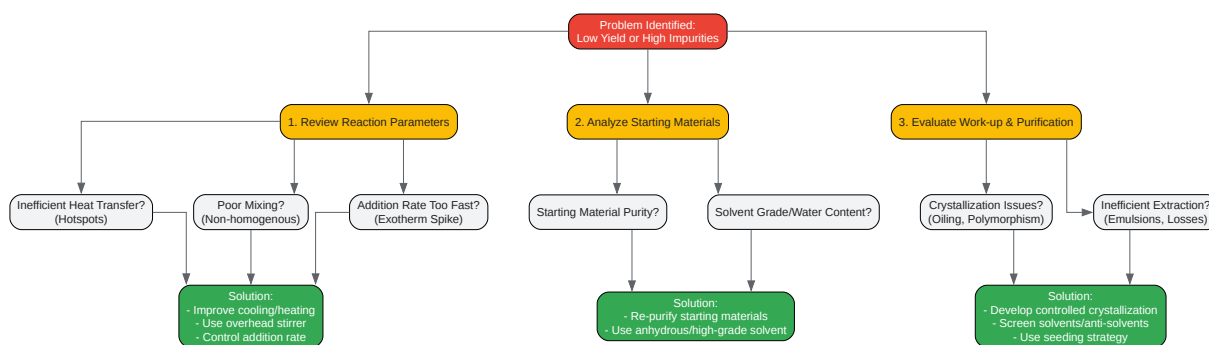 Problem Identified:
Low Yield or High Impurities
1. Review Reaction Parameters
2. Analyze Starting Materials
3. Evaluate Work-up & Purification
Inefficient Heat Transfer?
(Hotspots)
Poor Mixing?
(Non-homogenous)
Addition Rate Too Fast?
(Exotherm Spike)
Starting Material Purity?
Solvent Grade/Water Content?
Crystallization Issues?
(Oiling, Polymorphism)
Inefficient Extraction?
(Emulsions, Losses)
Solution:
- Improve cooling/heating
- Use overhead stirrer
- Control addition rate
Solution:
- Re-purify starting materials
- Use anhydrous/high-grade solvent
Solution:
- Develop controlled crystallization
- Screen solvents/anti-solvents
- Use seeding strategy